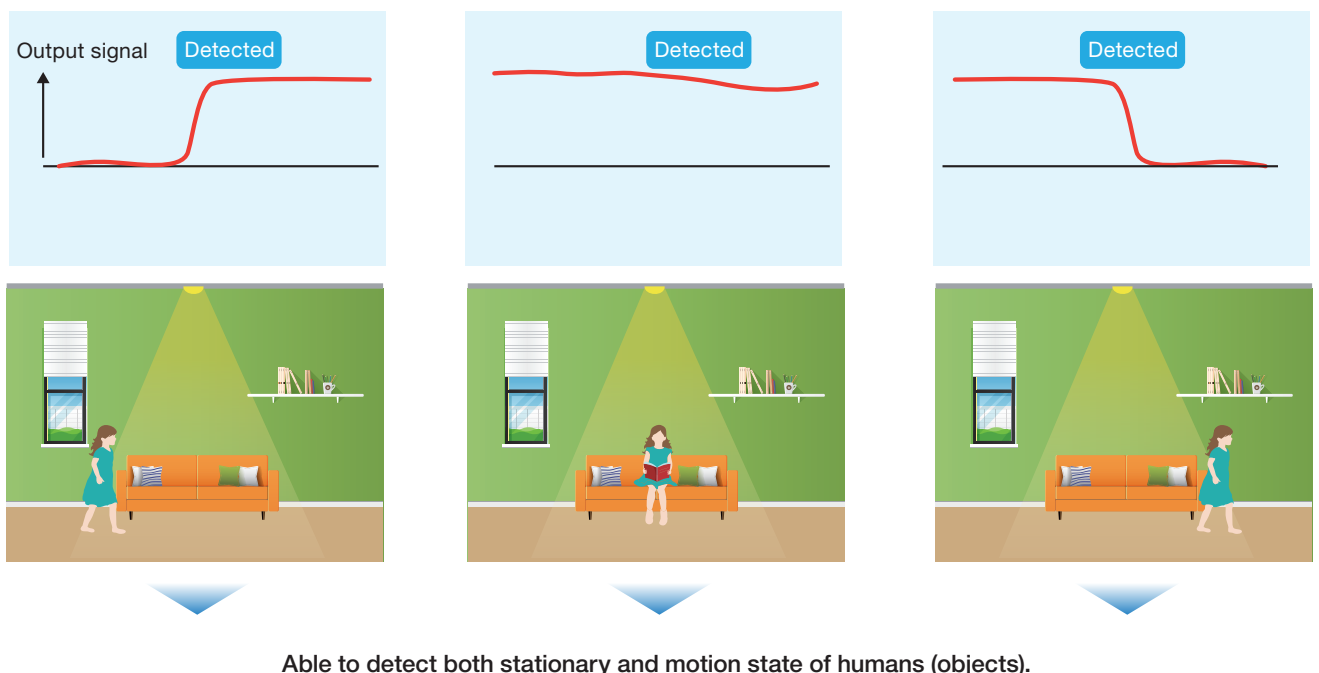 Output signal
Detected
Detected
Detected
Able to detect both stationary and motion state of humans (objects).